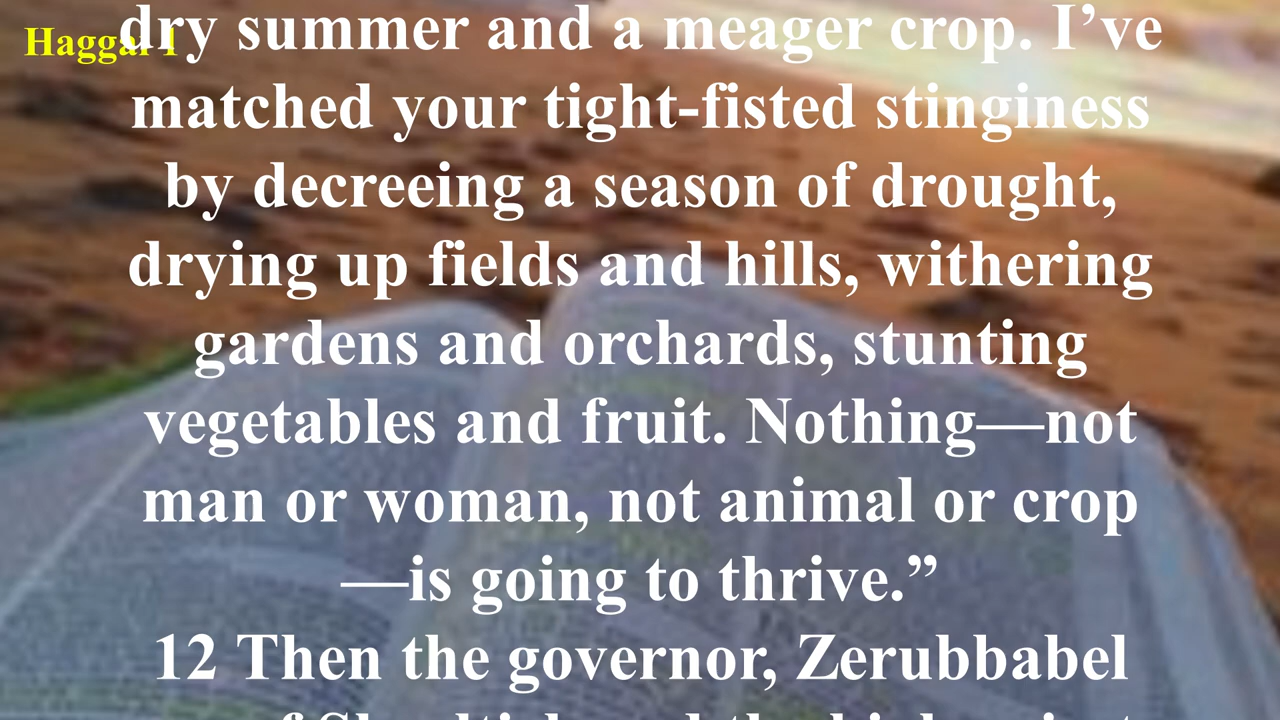 Haggai 1
dry summer and a meager crop. I’ve
matched your tight-fisted stinginess
by decreeing a season of drought,
drying up fields and hills, withering
gardens and orchards, stunting
vegetables and fruit. Nothing—not
man or woman, not animal or crop
—is going to thrive.”
12 Then the governor, Zerubbabel